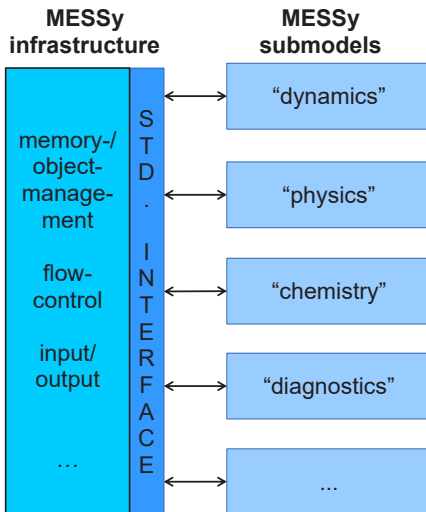 MESSy
infrastructure
MESSy
submodels
memory-/
object-
manage-
ment
flow-
control
input/
output
...
S
T
D
.
I
N
T
E
R
F
A
C
E
“dynamics”
“physics”
“chemistry”
“diagnostics”
...